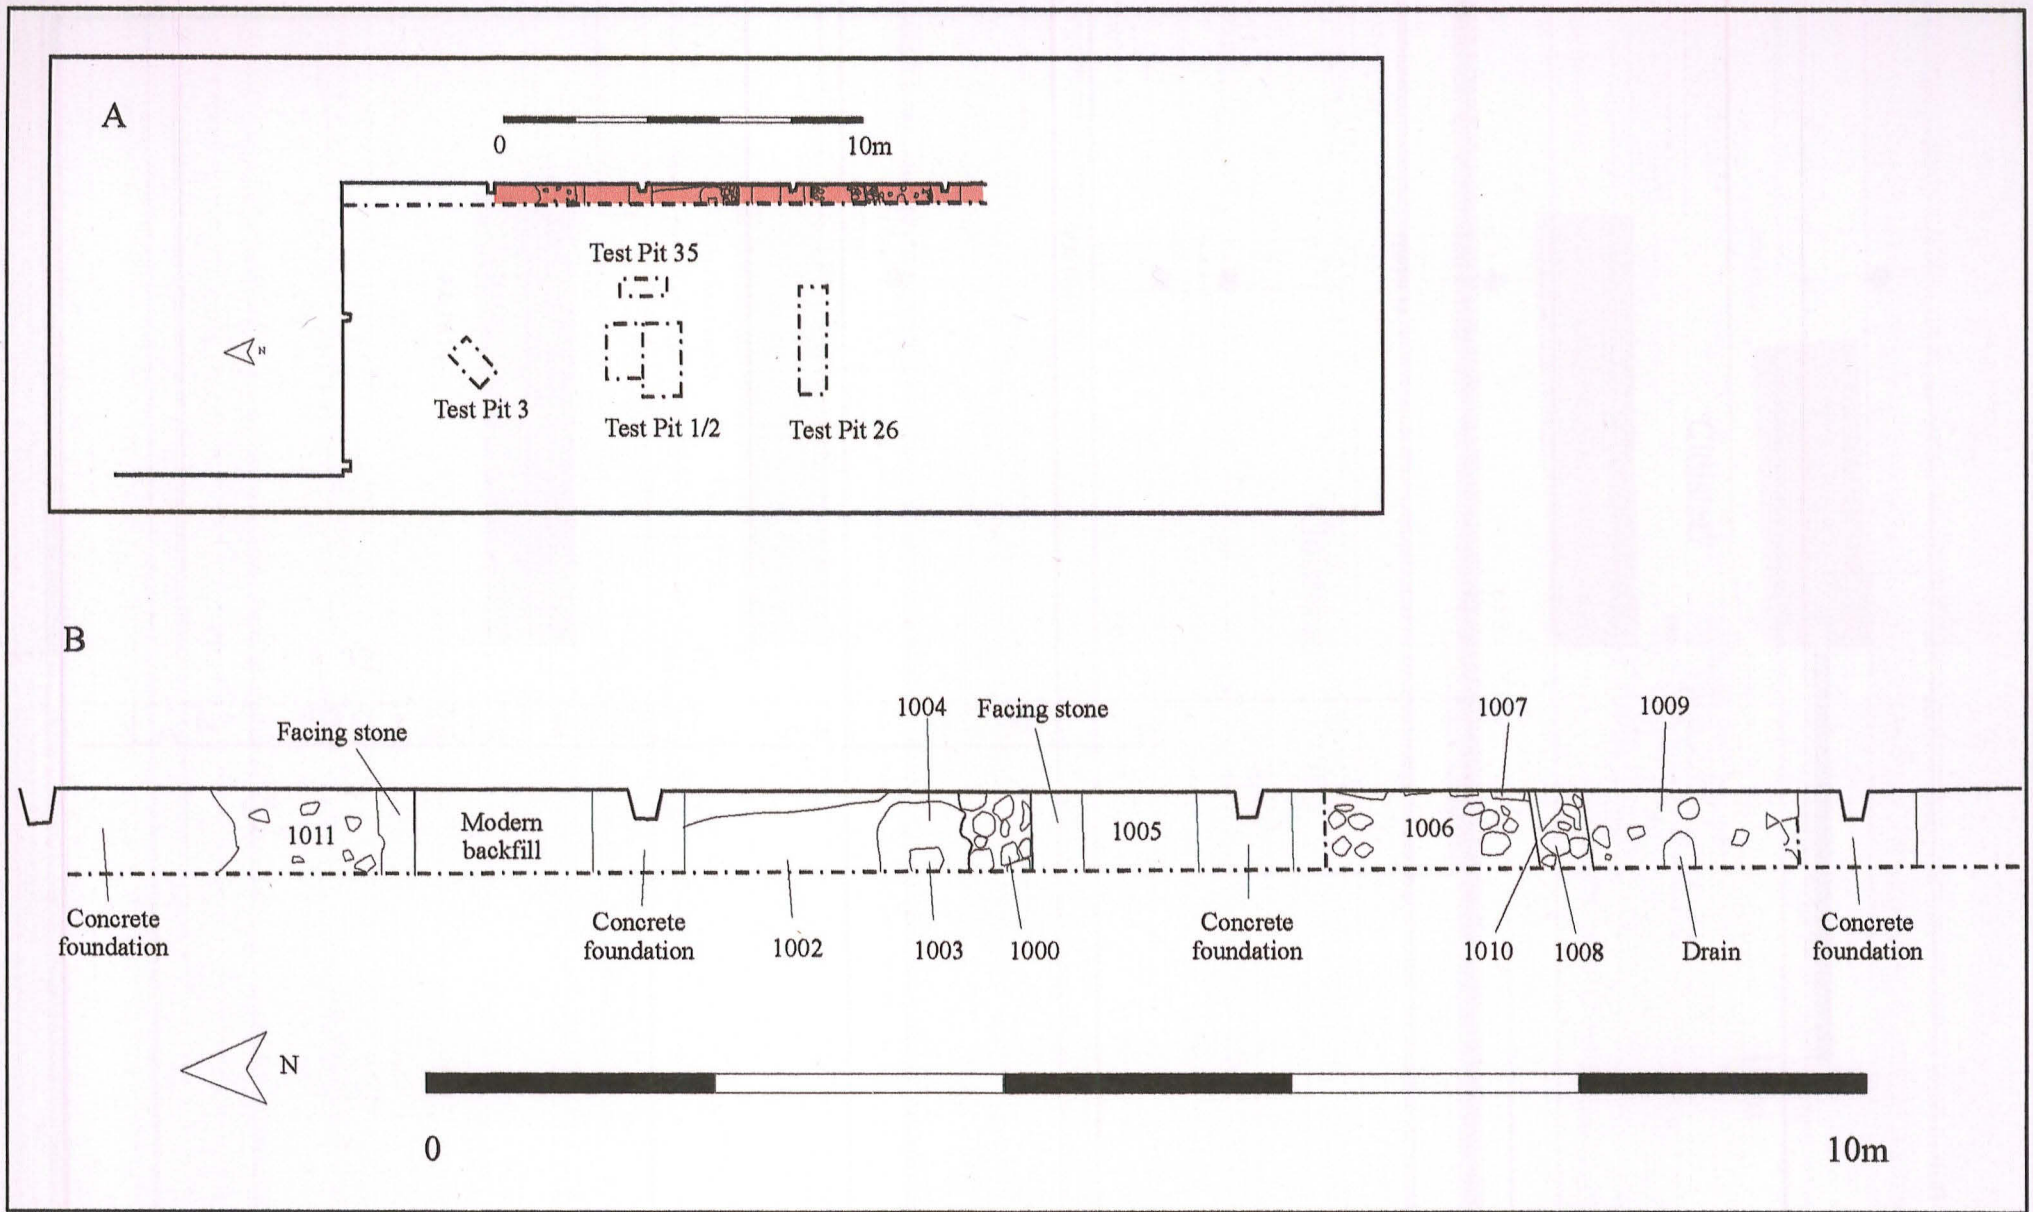 A
0
10m
Test Pit 35
N
Test Pit 3
Test Pit 1/2
Test Pit 26
B
1004
Facing stone
1007
1009
Facing stone
1011
Modern
backfill
1005
1006
Concrete
foundation
Concrete
foundation
1002
1003
1000
Concrete
foundation
1010
1008
Drain
Concrete
foundation
N
0
10m